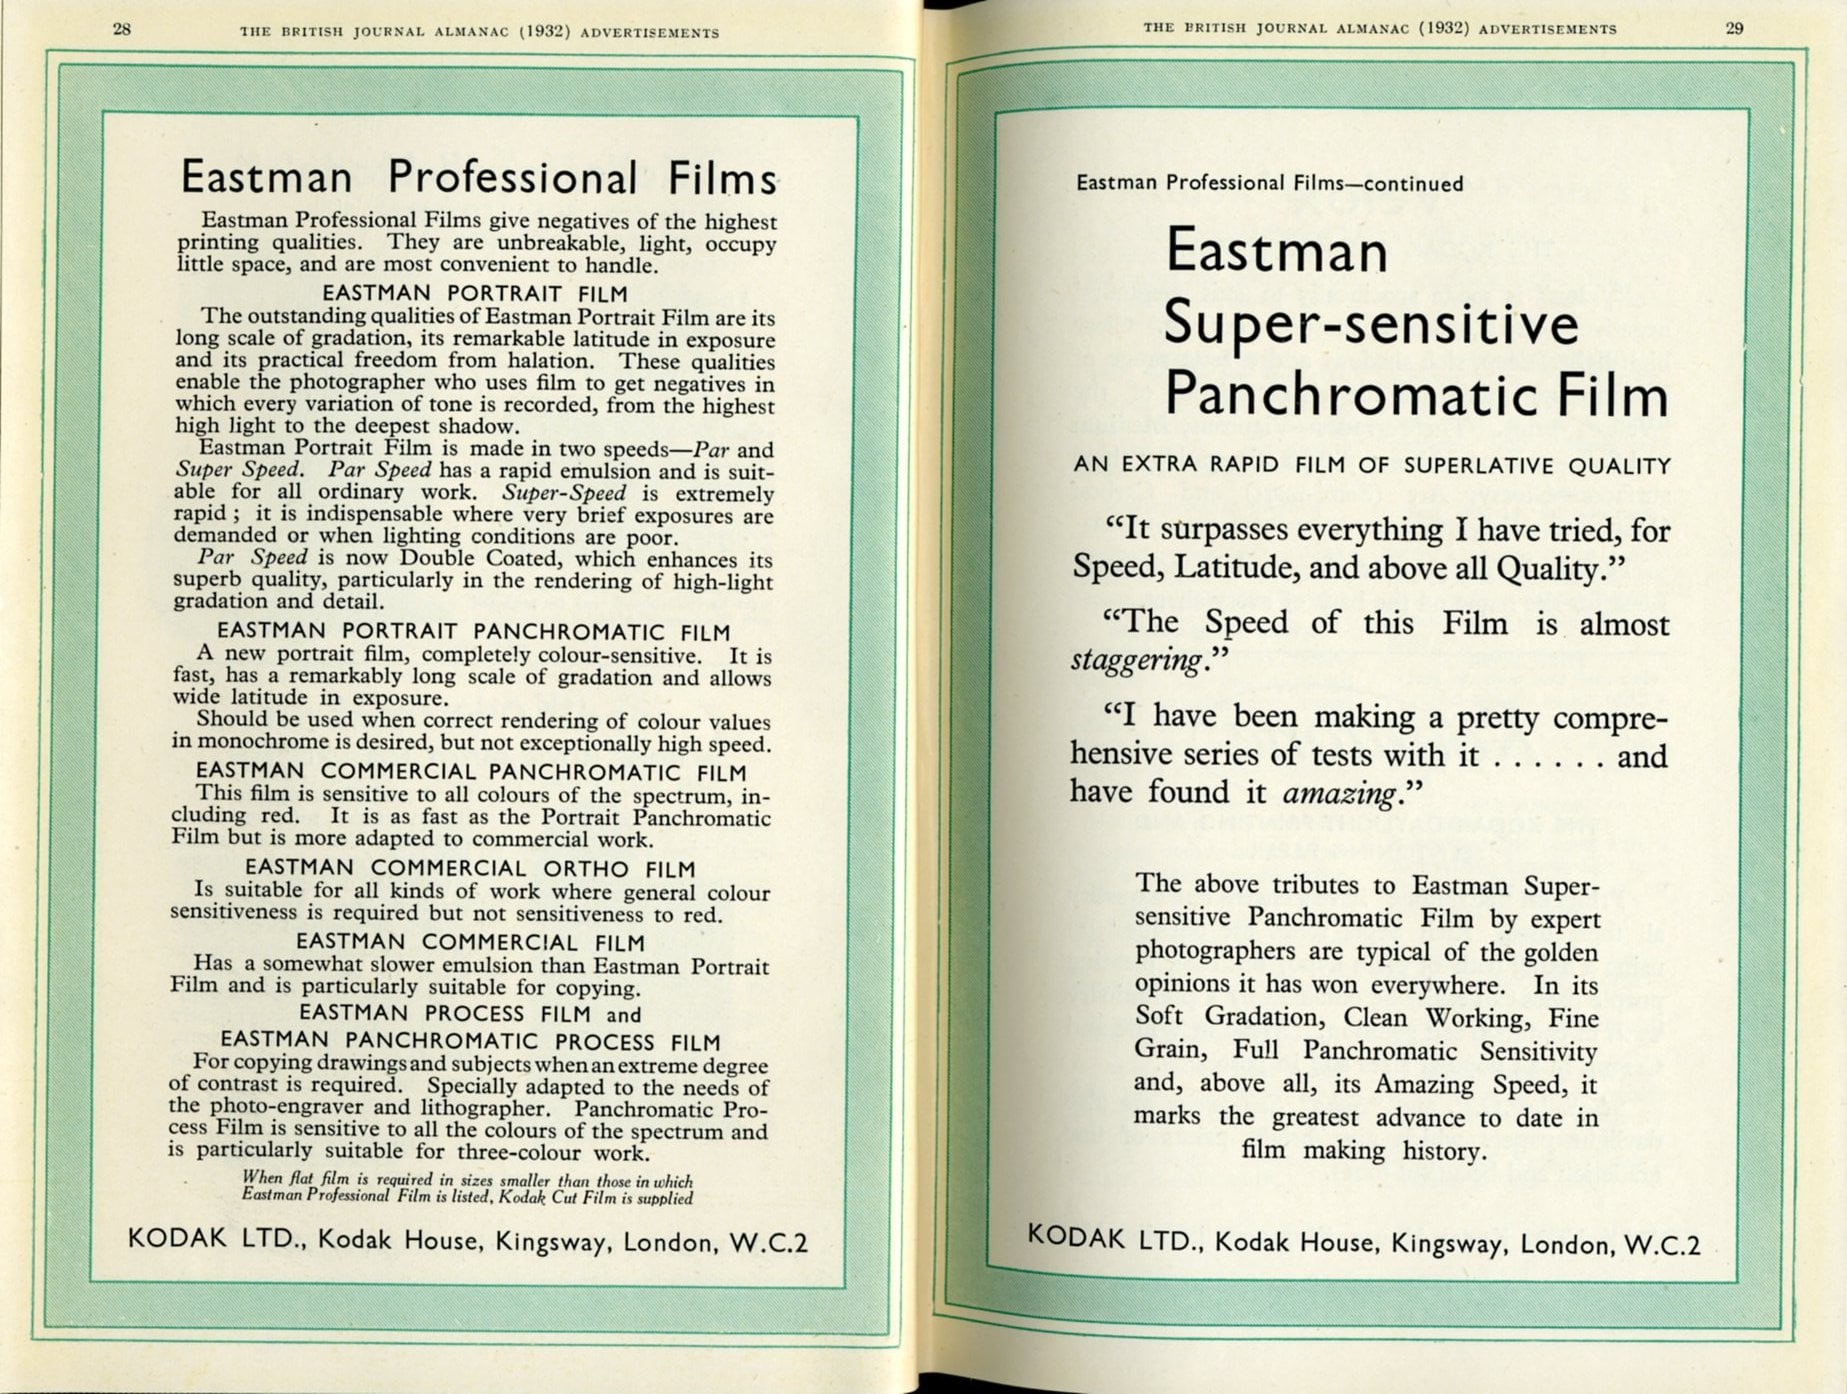 28
THE BRITISH JOURNAL ALMANAC (1932) ADVERTISEMENTS
Eastman Professional Films
Eastman Professional Films give negatives of the highest
printing qualities. They are unbreakable, light, occupy
little space, and are most convenient to handle.
EASTMAN PORTRAIT FILM
The outstanding qualities of Eastman Portrait Film are its
long scale of gradation, its remarkable latitude in exposure
and its practical freedom from halation. These qualities
enable the photographer who uses film to get negatives in
which every variation of tone is recorded, from the highest
high light to the deepest shadow.
Eastman Portrait Film is made in two speeds—Par and
Super Speed. Par Speed has a rapid emulsion and is suit-
able for all ordinary work. Super-Speed is extremely
rapid ; it is indispensable where very brief exposures are
demanded or when lighting conditions are poor.
Par Speed is now Double Coated, which enhances its
superb quality, particularly in the rendering of high-light
gradation and detail.
EASTMAN PORTRAIT PANCHROMATIC FILM
A new portrait film, completely colour-sensitive. It is
fast, has a remarkably long scale of gradation and allows
wide latitude in exposure.
Should be used when correct rendering of colour values
in monochrome is desired, but not exceptionally high speed.
EASTMAN COMMERCIAL PANCHROMATIC FILM
This film is sensitive to all colours of the spectrum, in-
cluding red. It is as fast as the Portrait Panchromatic
Film but is more adapted to commercial work.
EASTMAN COMMERCIAL ORTHO FILM
Is suitable for all kinds of work where general colour
sensitiveness is required but not sensitiveness to red.
EASTMAN COMMERCIAL FILM
Has a somewhat slower emulsion than Eastman Portrait
Film and is particularly suitable for copying.
EASTMAN PROCESS FILM and
EASTMAN PANCHROMATIC PROCESS FILM
For copying drawings and subjects when an extreme degree
of contrast is required. Specially adapted to the needs of
the photo-engraver and lithographer. Panchromatic Pro-
cess Film is sensitive to all the colours of the spectrum and
is particularly suitable for three-colour work.
When flat film is required in sizes smaller than those in which
Eastman Professional Film is listed, Kodak Cut Film is supplied
KODAK LTD., Kodak House, Kingsway, London, W.C.2
THE BRITISH JOURNAL ALMANAC (1932) ADVERTISEMENTS
29
Eastman Professional Films—continued
Eastman
Super-sensitive
Panchromatic Film
AN EXTRA RAPID FILM OF SUPERLATIVE QUALITY
“It surpasses everything I have tried, for
Speed, Latitude, and above all Quality.”
“The Speed of this Film is almost
staggering.”
“I have been making a pretty compre-
hensive series of tests with it . . . . . . and
have found it amazing.”
The above tributes to Eastman Super-
sensitive Panchromatic Film by expert
photographers are typical of the golden
opinions it has won everywhere. In its
Soft Gradation, Clean Working, Fine
Grain, Full Panchromatic Sensitivity
and, above all, its Amazing Speed, it
marks the greatest advance to date in
film making history.
KODAK LTD., Kodak House, Kingsway, London, W.C.2